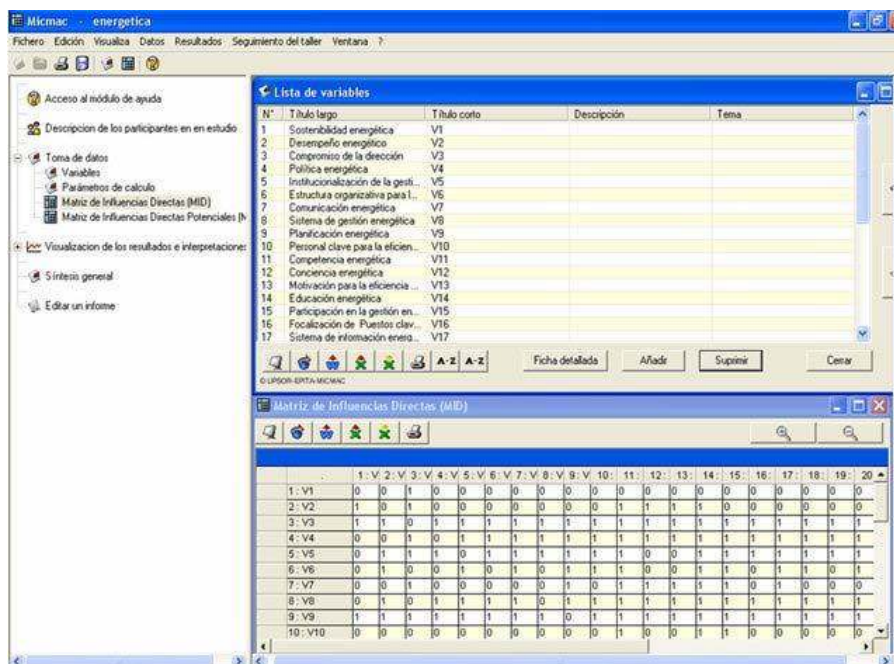 Micmac - energetica
Fichero Edición Visualiza Datos Resultados Seguimiento del taller Ventana ?
Acceso al módulo de ayuda
Descripcion de los participantes en en estudio
Toma de datos
Variables
Parámetros de calculo
Matriz de Influencias Directas (MID)
Matriz de Influencias Directas Potenciales (M
Visualizacion de los resultados e interpretacione:
Síntesis general
Editar un informe
Lista de variables
N° Título largo Título corto Descripción Tema
1 Sostenibilidad energética V1
2 Desempeño energético V2
3 Compromiso de la dirección V3
4 Política energética V4
5 Institucionalización de la gesti... V5
6 Estructura organizativa para l... V6
7 Comunicación energética V7
8 Sistema de gestión energética V8
9 Planificación energética V9
10 Personal clave para la eficien... V10
11 Competencia energética V11
12 Conciencia energética V12
13 Motivación para la eficiencia ... V13
14 Educación energética V14
15 Participación en la gestión en... V15
16 Focalización de Puestos clav... V16
17 Sistema de información energ... V17
A-Z A-Z Ficha detallada Añadir Suprimir Cerrar
© LIPSOR-EPITA-MICMAC
Matriz de Influencias Directas (MID)
1 : V 2 : V 3 : V 4 : V 5 : V 6 : V 7 : V 8 : V 9 : V 10 : 11 : 12 : 13 : 14 : 15 : 16 : 17 : 18 : 19 : 20
1 : V1 0 0 1 0 0 0 0 0 0 0 0 0 0 0 0 0 0 0 0 0
2 : V2 1 0 1 0 0 0 0 0 0 0 1 1 1 1 0 0 0 0 0 0
3 : V3 1 1 0 1 1 1 1 1 1 1 1 1 1 1 1 1 1 1 1 1
4 : V4 0 0 1 0 1 1 1 1 1 1 1 1 1 1 1 1 1 1 1 1
5 : V5 0 1 1 1 0 1 1 1 1 1 1 0 0 1 1 1 1 1 1 1
6 : V6 0 1 0 0 1 0 1 0 1 1 1 0 0 1 1 0 1 1 0 1
7 : V7 0 0 1 0 0 0 0 0 1 0 1 1 1 1 1 0 1 0 0 0
8 : V8 0 1 0 1 1 1 1 0 1 1 1 1 1 1 1 1 1 1 1 1
9 : V9 1 1 1 1 1 1 1 1 0 1 1 1 1 1 1 1 1 1 1 1
10 : V10 0 0 0 0 0 0 0 0 0 0 1 0 0 1 1 0 0 0 0 0